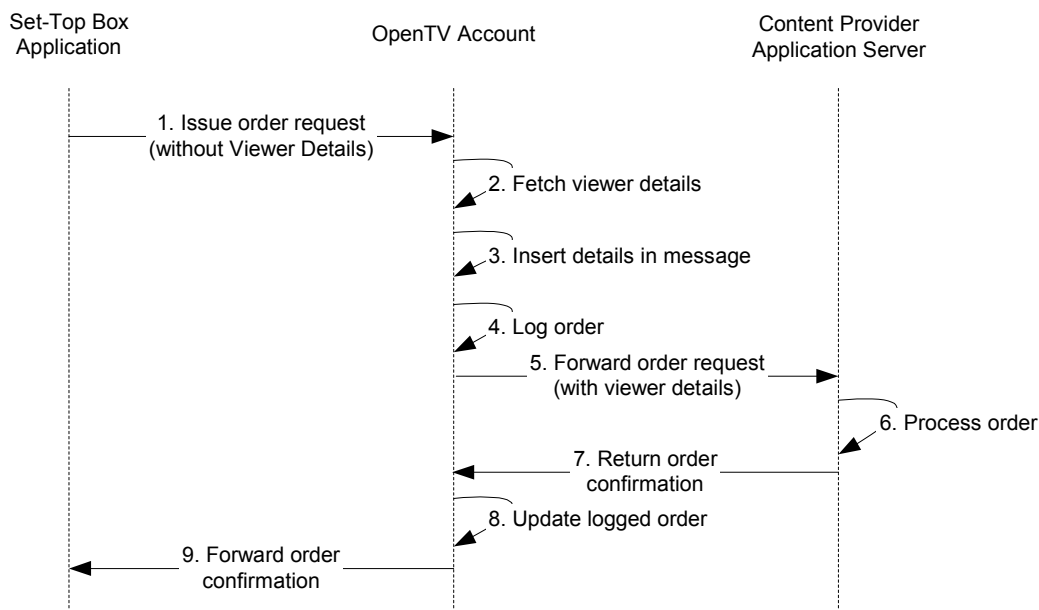 Set-Top Box
Application
OpenTV Account
Content Provider
Application Server
1. Issue order request
(without Viewer Details)
2. Fetch viewer details
3. Insert details in message
4. Log order
5. Forward order request
(with viewer details)
6. Process order
7. Return order
confirmation
8. Update logged order
9. Forward order
confirmation